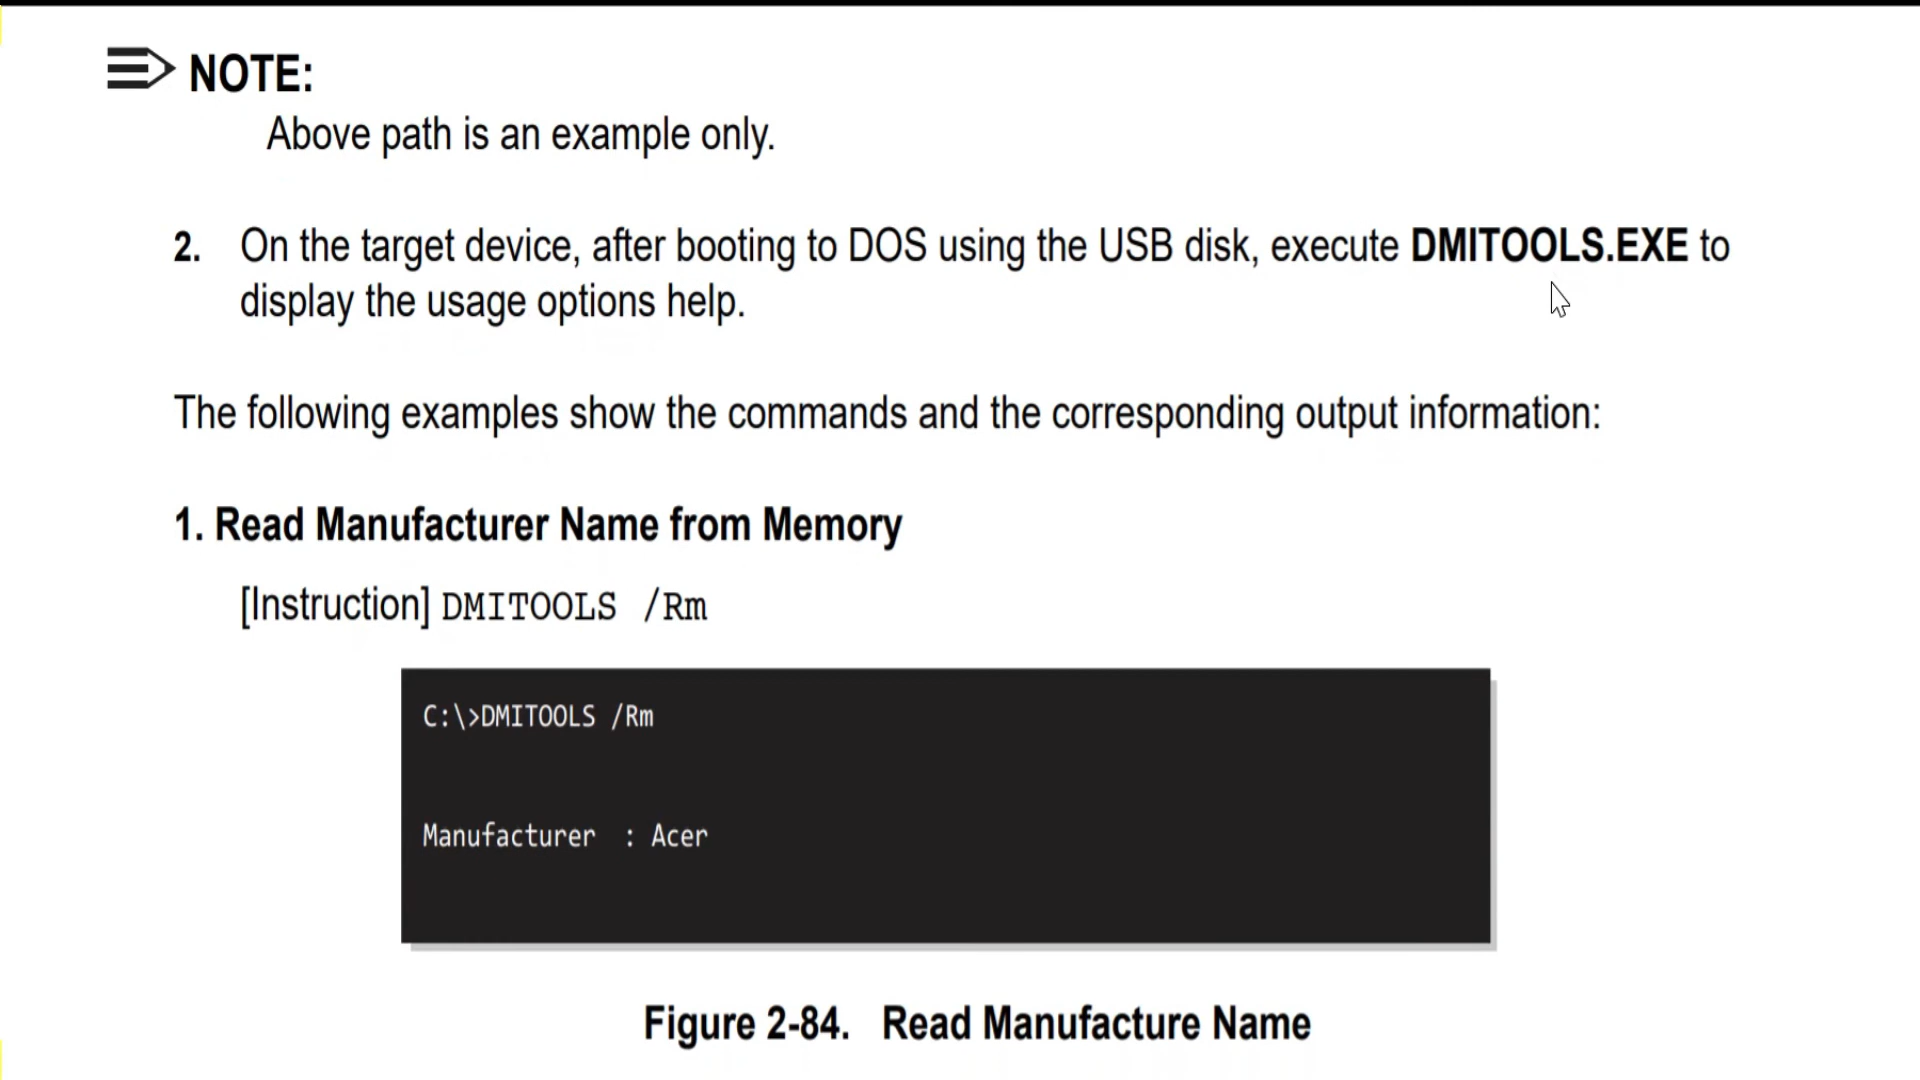 NOTE:
Above path is an example only.
2. On the target device, after booting to DOS using the USB disk, execute DMITOOLS.EXE to
display the usage options help.
The following examples show the commands and the corresponding output information:
1. Read Manufacturer Name from Memory
[Instruction] DMITOOLS /Rm
C:\>DMITOOLS /Rm
Manufacturer : Acer
Figure 2-84. Read Manufacture Name